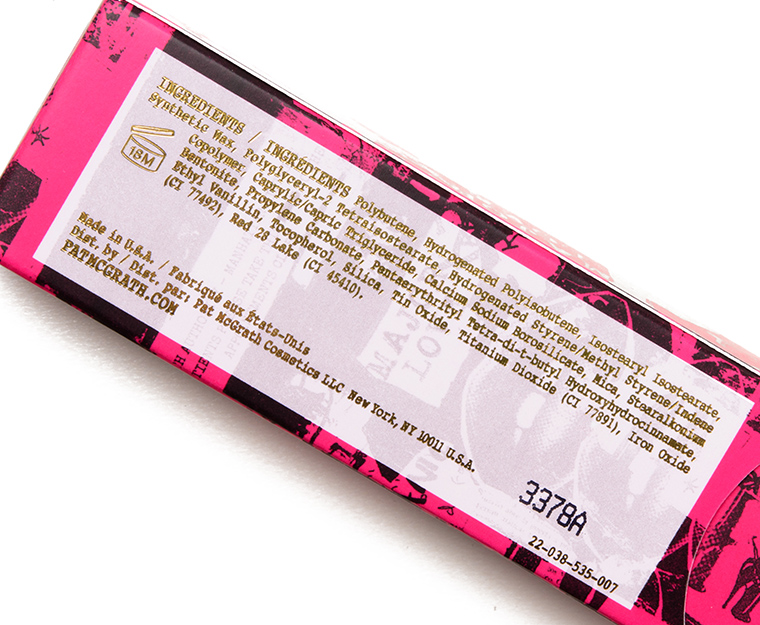 INGREDIENTS / INGRÉDIENTS Polybutene, Hydrogenated Polyisobutene, Isostearyl Isostearate,
Synthetic Wax, Polyglyceryl-2 Tetraisostearate, Hydrogenated Styrene/Methyl Styrene/Indene
Copolymer, Caprylic/Capric Triglyceride, Calcium Sodium Borosilicate, Mica, Stearalkonium
Bentonite, Propylene Carbonate, Pentaerythrityl Tetra-di-t-butyl Hydroxyhydrocinnamate,
Ethyl Vanillin, Tocopherol, Silica, Tin Oxide, Titanium Dioxide (CI 77891), Iron Oxide
(CI 77492), Red 28 Lake (CI 45410).
18M
Made in U.S.A. / Fabriqué aux États-Unis
Dist. by / Dist. par: Pat McGrath Cosmetics LLC New York, NY 10011 U.S.A.
PATMCGRATH.COM
3378A
22-038-535-007